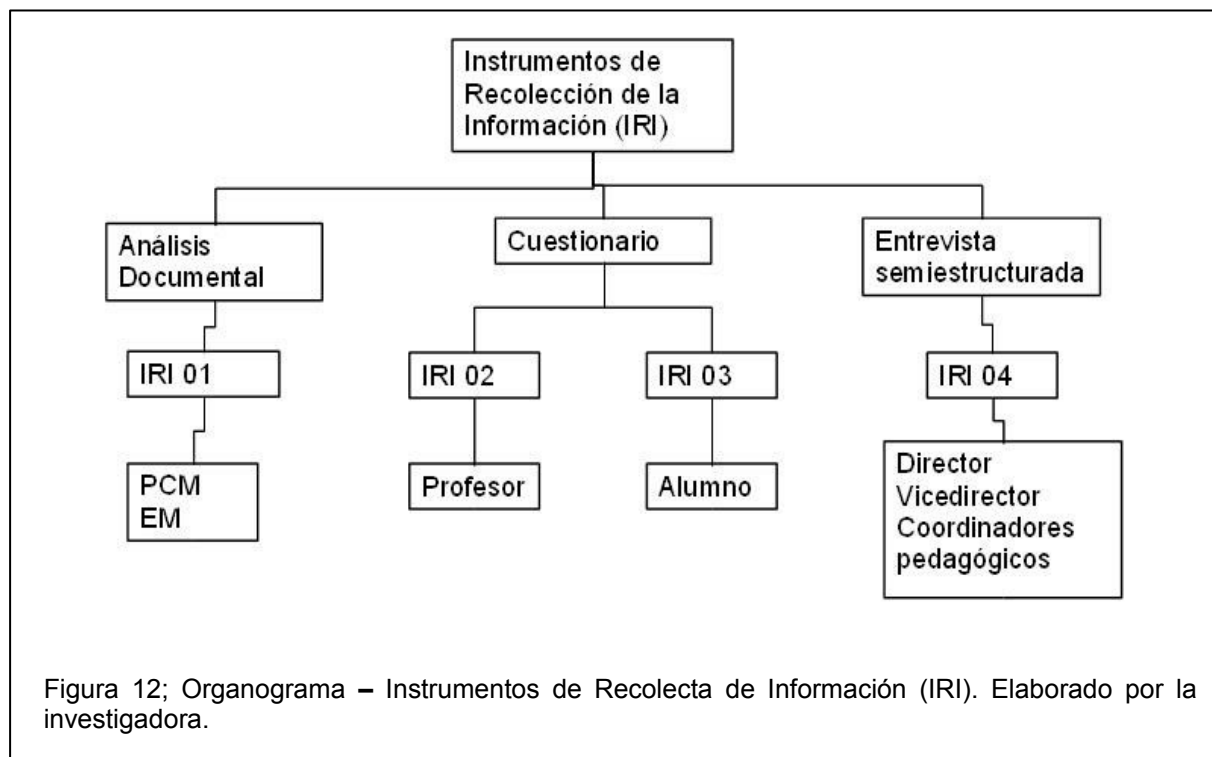 Instrumentos de
Recolección de la
Información (IRI)
Análisis
Documental
Cuestionario
Entrevista
semiestructurada
IRI 01
IRI 02
IRI 03
IRI 04
PCM
EM
Profesor
Alumno
Director
Vicedirector
Coordinadores
pedagógicos
Figura 12; Organograma – Instrumentos de Recolecta de Información (IRI). Elaborado por la
investigadora.